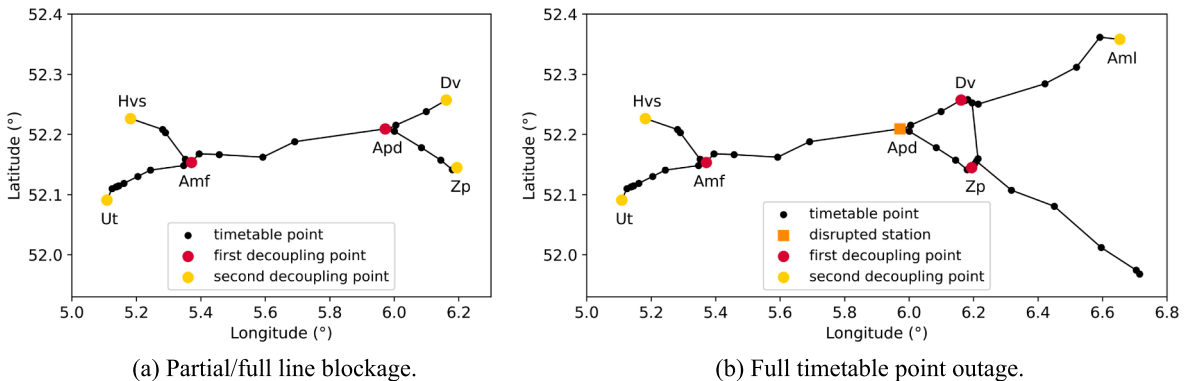 52.4
52.3
52.2
52.1
52.0
Latitude (°)
Hvs
Ut
Amf
Apd
Dv
Zp
timetable point
first decoupling point
second decoupling point
5.0 5.2 5.4 5.6 5.8 6.0 6.2
Longitude (°)
(a) Partial/full line blockage.
52.4
52.3
52.2
52.1
52.0
Latitude (°)
Hvs
Ut
Amf
Apd
Dv
Zp
Aml
timetable point
disrupted station
first decoupling point
second decoupling point
5.0 5.2 5.4 5.6 5.8 6.0 6.2 6.4 6.6 6.8
Longitude (°)
(b) Full timetable point outage.